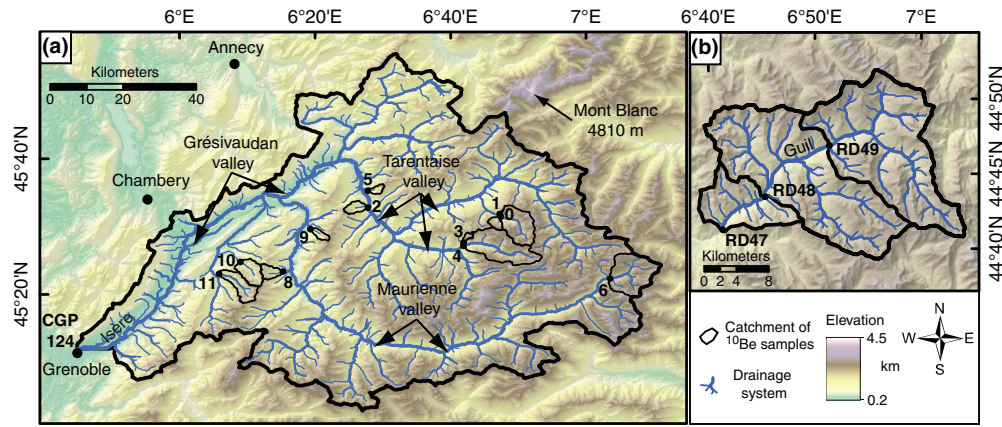 6°E
6°20'E
6°40'E
7°E
6°40'E
6°50'E
7°E
(a)
Annecy
Kilometers
0
10
20
40
Mont Blanc
4810 m
Grésivaudan
valley
Tarentaise
valley
Chambery
5
2
1
0
3
4
9
10
11
8
6
Maurienne
valley
CGP
124
Isère
Grenoble
45°40'N
45°20'N
(b)
Guil
RD49
RD48
RD47
Kilometers
0 2 4
8
44°50'N
44°45'N
44°40'N
Catchment of
10Be samples
Drainage
system
Elevation
4.5
km
0.2
N
W
E
S